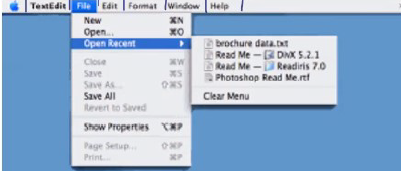 TextEdit File Edit Format Window Help
New ⌘N
Open... ⌘O
Open Recent
Close ⌘W
Save ⌘S
Save As... ⇧⌘S
Save All
Revert to Saved
Show Properties ⌥⌘P
Page Setup... ⇧⌘P
Print... ⌘P
brochure data.txt
Read Me — DivX 5.2.1
Read Me — Readiris 7.0
Photoshop Read Me.rtf
Clear Menu